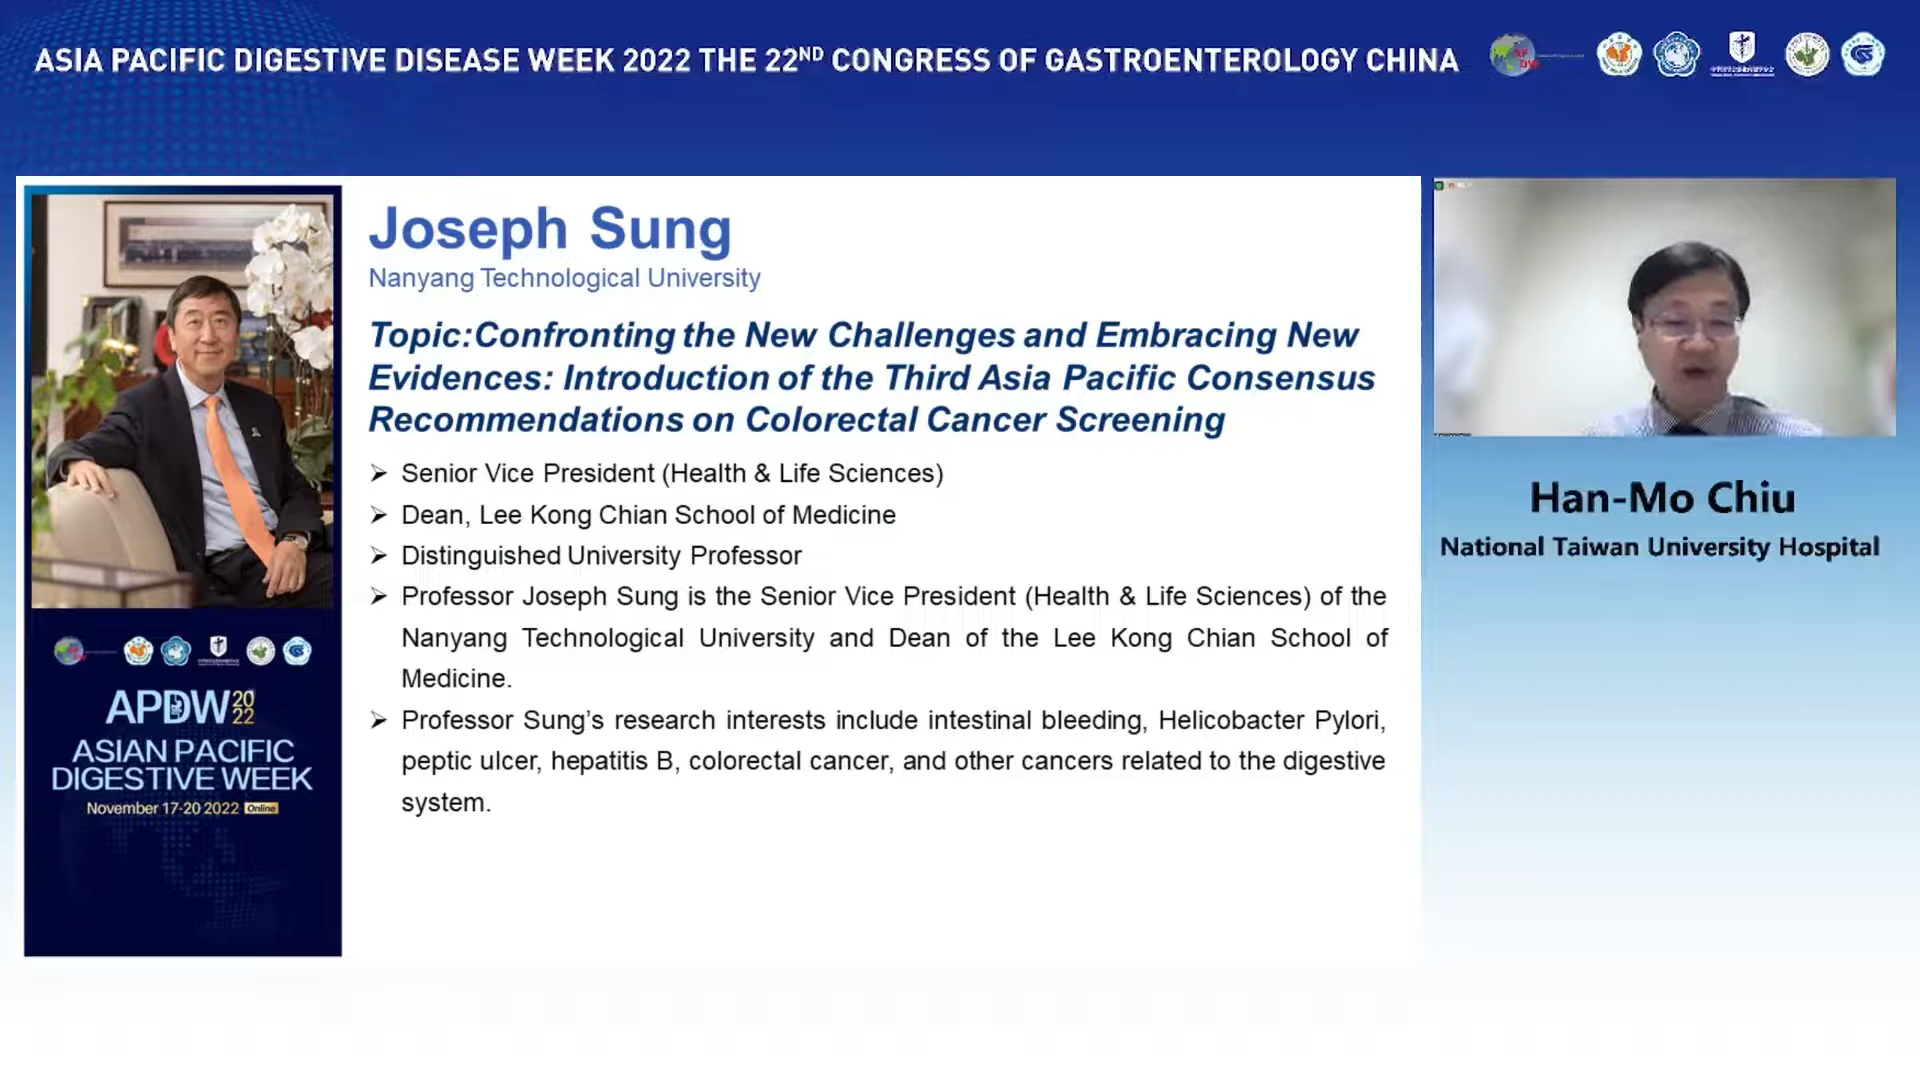 ASIA PACIFIC DIGESTIVE DISEASE WEEK 2022 THE 22ND CONGRESS OF GASTROENTEROLOGY CHINA
Joseph Sung
Nanyang Technological University
Topic:Confronting the New Challenges and Embracing New
Evidences: Introduction of the Third Asia Pacific Consensus
Recommendations on Colorectal Cancer Screening
➢ Senior Vice President (Health & Life Sciences)
➢ Dean, Lee Kong Chian School of Medicine
➢ Distinguished University Professor
➢ Professor Joseph Sung is the Senior Vice President (Health & Life Sciences) of the
Nanyang Technological University and Dean of the Lee Kong Chian School of
Medicine.
➢ Professor Sung’s research interests include intestinal bleeding, Helicobacter Pylori,
peptic ulcer, hepatitis B, colorectal cancer, and other cancers related to the digestive
system.
APDW 2022
ASIAN PACIFIC
DIGESTIVE WEEK
November 17-20 2022 Online
Han-Mo Chiu
National Taiwan University Hospital